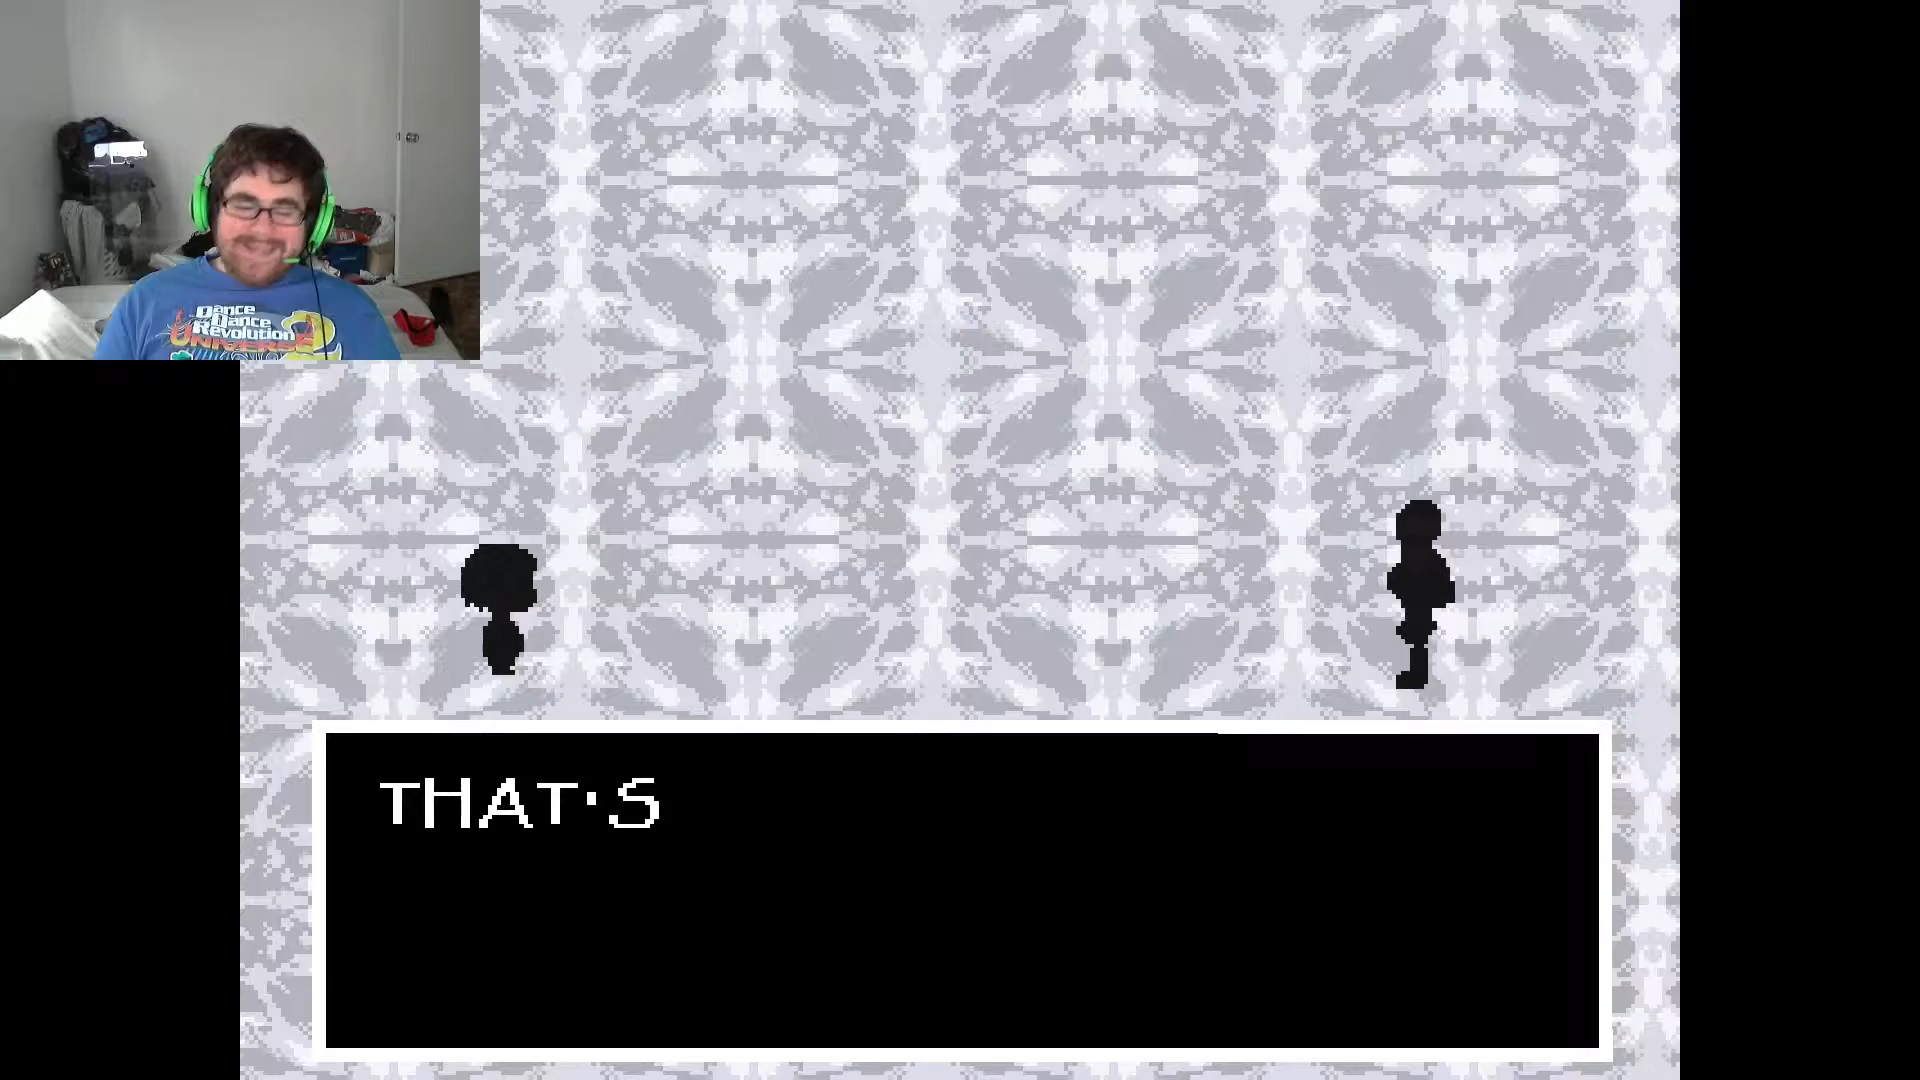 Dance
Dance
Revolution
UNIVERSE 2
THAT'S